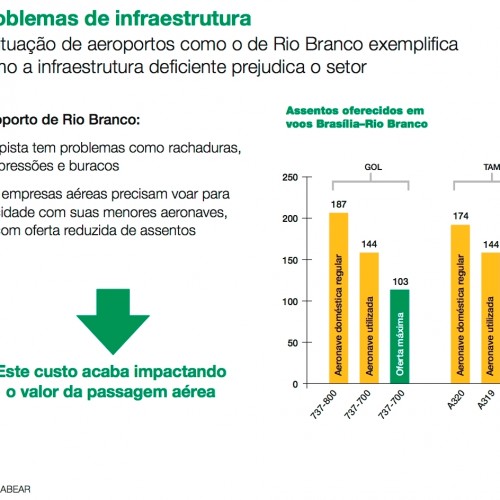 oblemas de infraestrutura
tuação de aeroportos como o de Rio Branco exemplifica
mo a infraestrutura deficiente prejudica o setor
oporto de Rio Branco:
pista tem problemas como rachaduras,
pressões e buracos
empresas aéreas precisam voar para
idade com suas menores aeronaves,
om oferta reduzida de assentos
Este custo acaba impactando
o valor da passagem aérea
Assentos oferecidos em
voos Brasília–Rio Branco
GOL
TAM
250
200
150
100
50
0
187
144
103
174
144
Aeronave doméstica regular
Aeronave utilizada
Oferta máxima
Aeronave doméstica regular
Aeronave utilizada
737-800
737-700
737-700
A320
A319
ABEAR